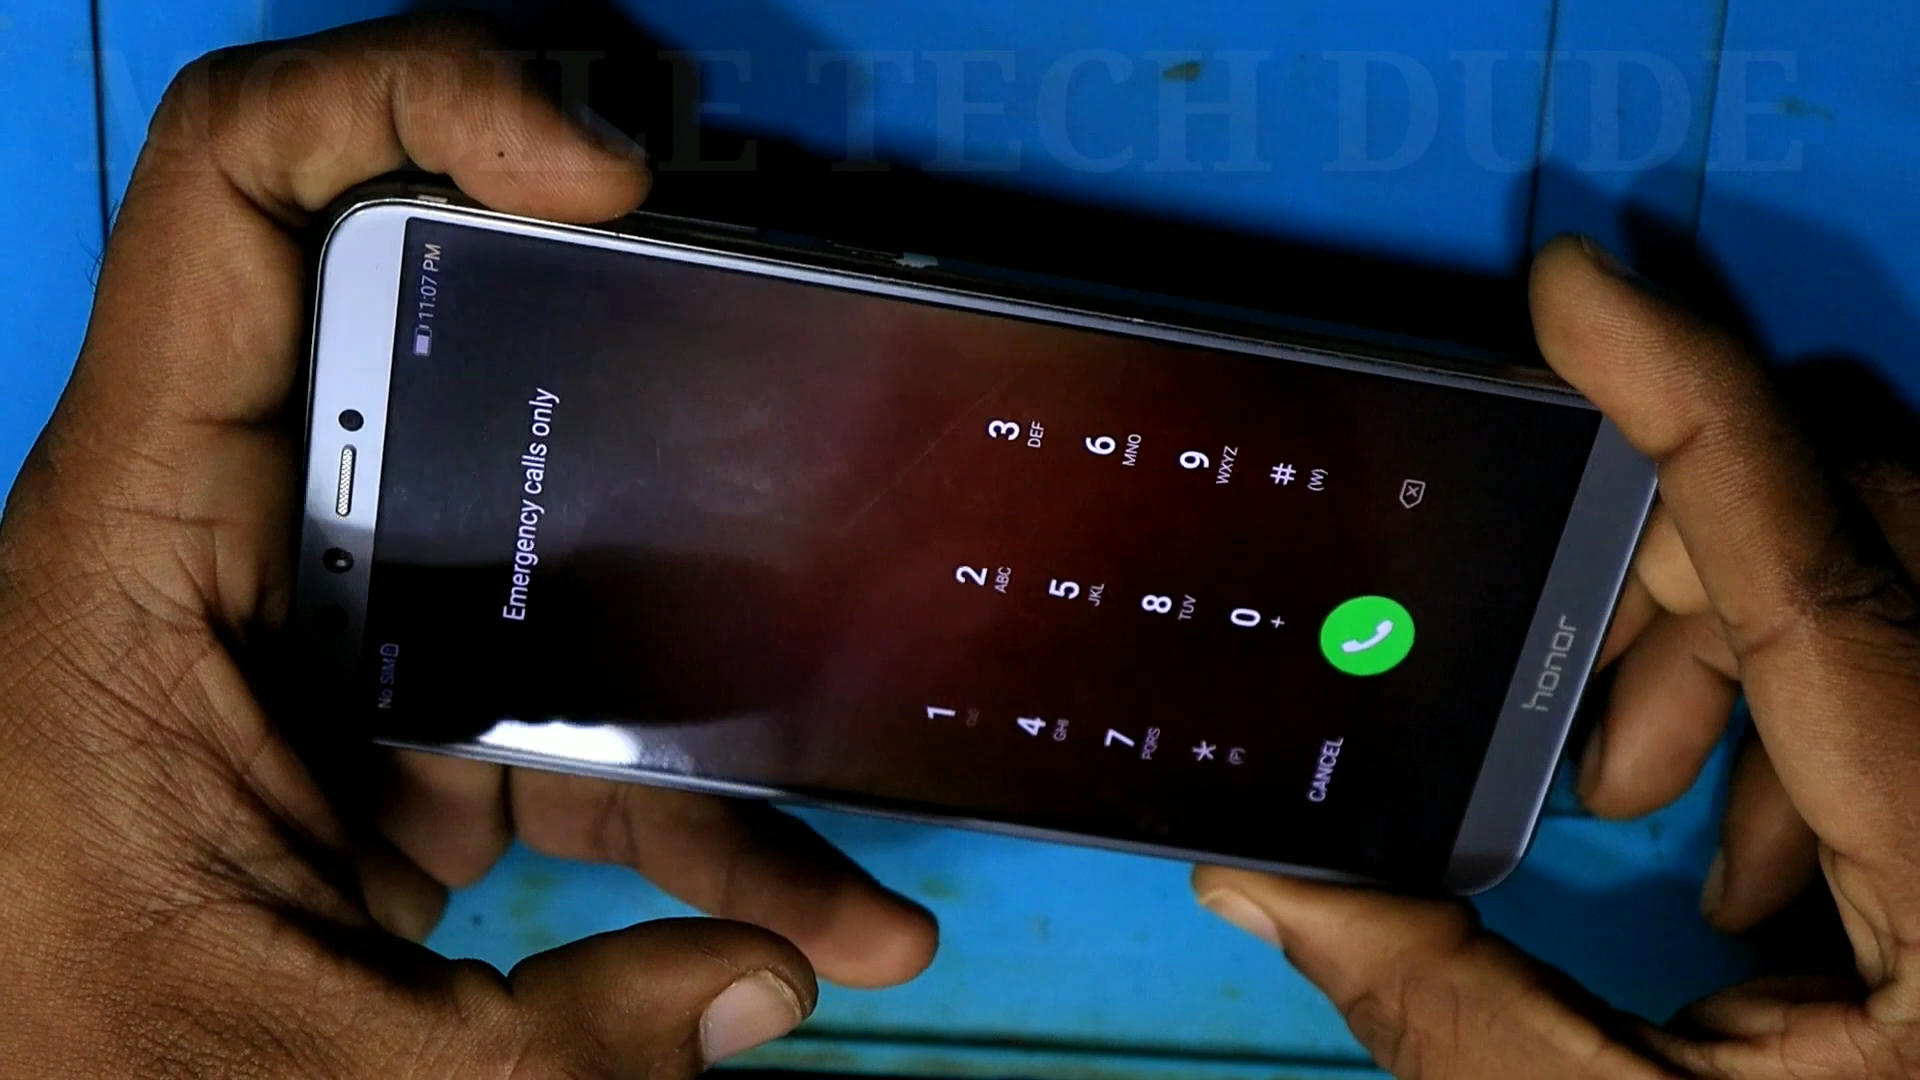 MOBILE TECH DUDE
No SIM
11:07 PM
Emergency calls only
1
2 ABC
3 DEF
4 GHI
5 JKL
6 MNO
7 PQRS
8 TUV
9 WXYZ
* (P)
0 +
# (W)
CANCEL
honor